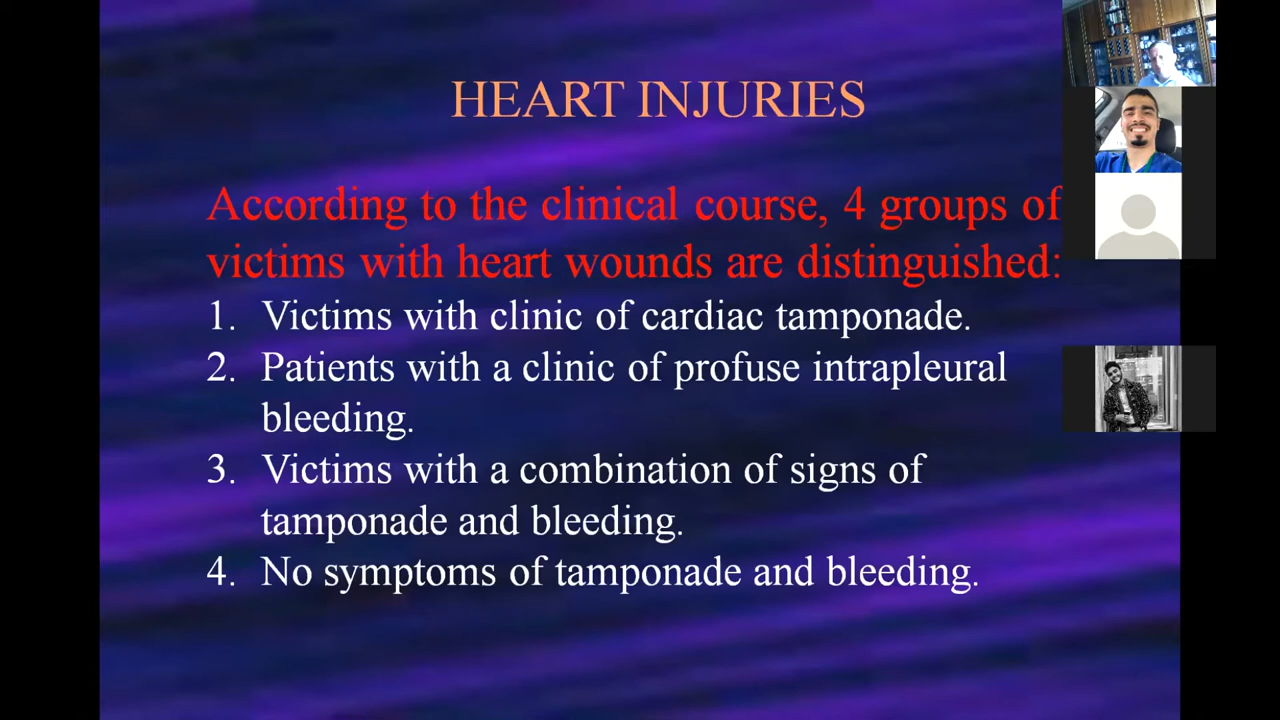 HEART INJURIES
According to the clinical course, 4 groups of
victims with heart wounds are distinguished:
1. Victims with clinic of cardiac tamponade.
2. Patients with a clinic of profuse intrapleural
bleeding.
3. Victims with a combination of signs of
tamponade and bleeding.
4. No symptoms of tamponade and bleeding.